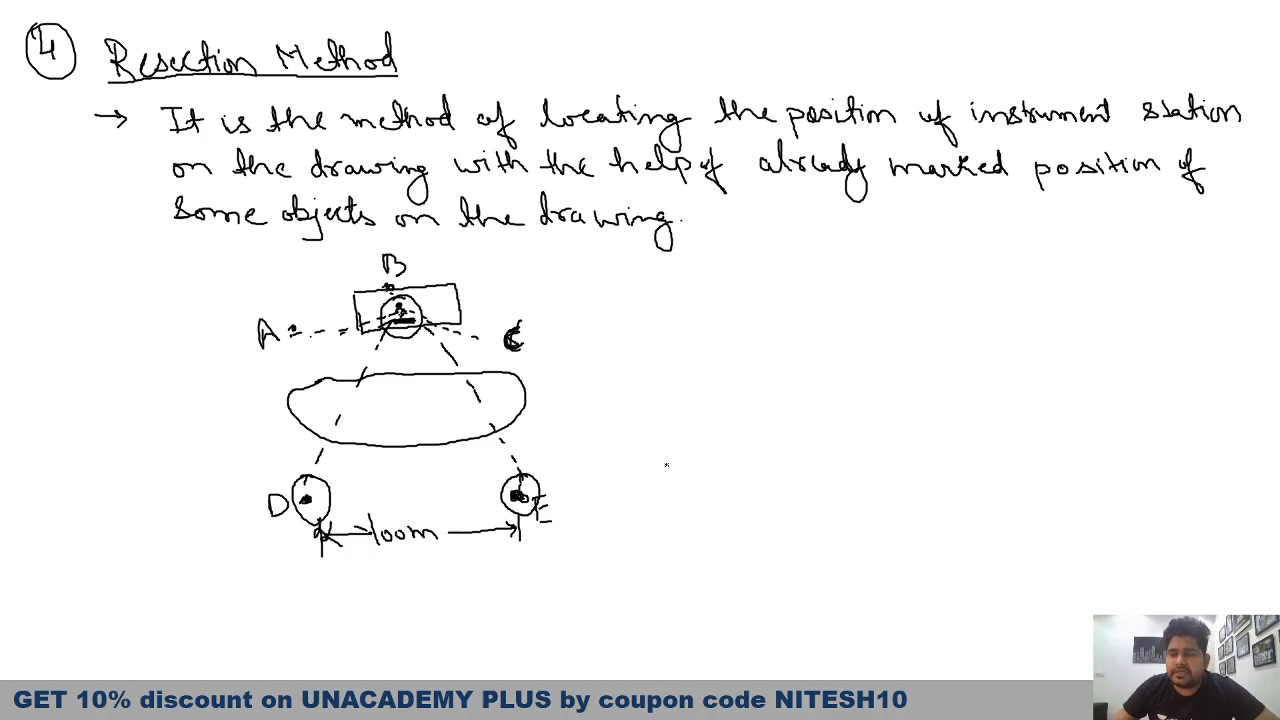 4 Resection Method
→ It is the method of locating the position of instrument station
on the drawing with the help of already marked position of
some objects on the drawing.
B
A C
D E
100m
GET 10% discount on UNACADEMY PLUS by coupon code NITESH10